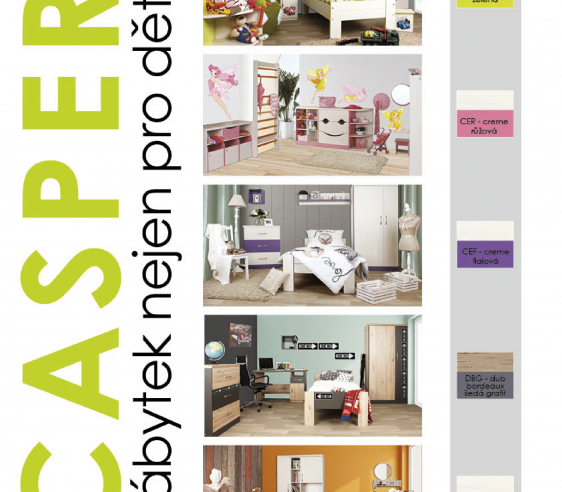 CASPER
ábytek nejen pro dět
zelená
CER - creme
růžová
CEF - creme
fialová
DBG - dub
bordeaux
šedá grafit